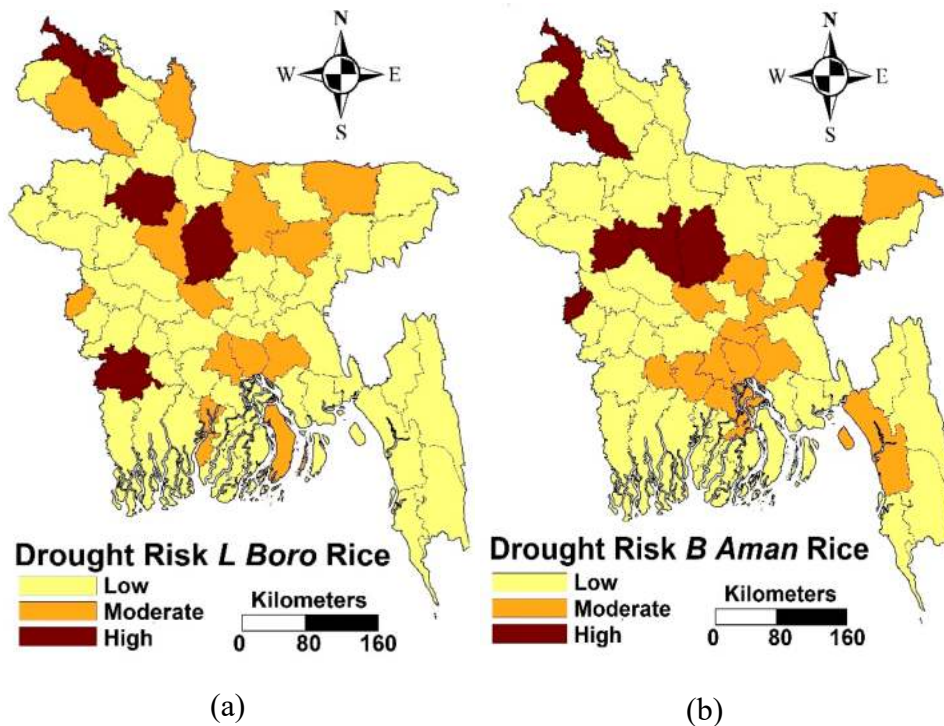 N
W E
S
Drought Risk L Boro Rice
Low
Moderate
High
Kilometers
0 80 160
(a)
N
W E
S
Drought Risk B Aman Rice
Low
Moderate
High
Kilometers
0 80 160
(b)